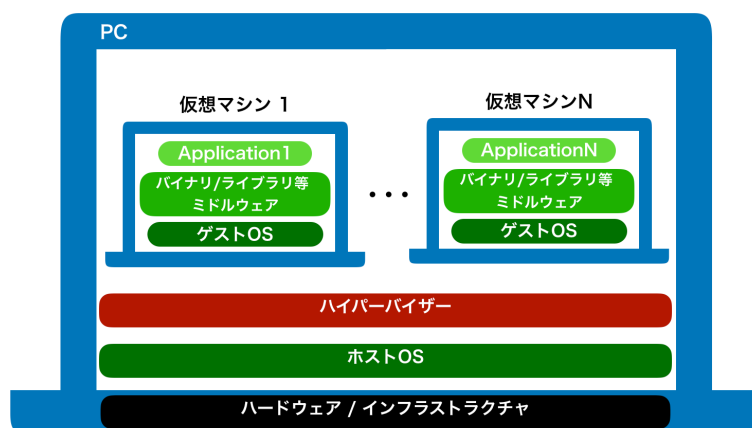 PC
仮想マシン 1
仮想マシンN
Application1
バイナリ/ライブラリ等
ミドルウェア
ゲストOS
...
ApplicationN
バイナリ/ライブラリ等
ミドルウェア
ゲストOS
ハイパーバイザー
ホストOS
ハードウェア / インフラストラクチャ